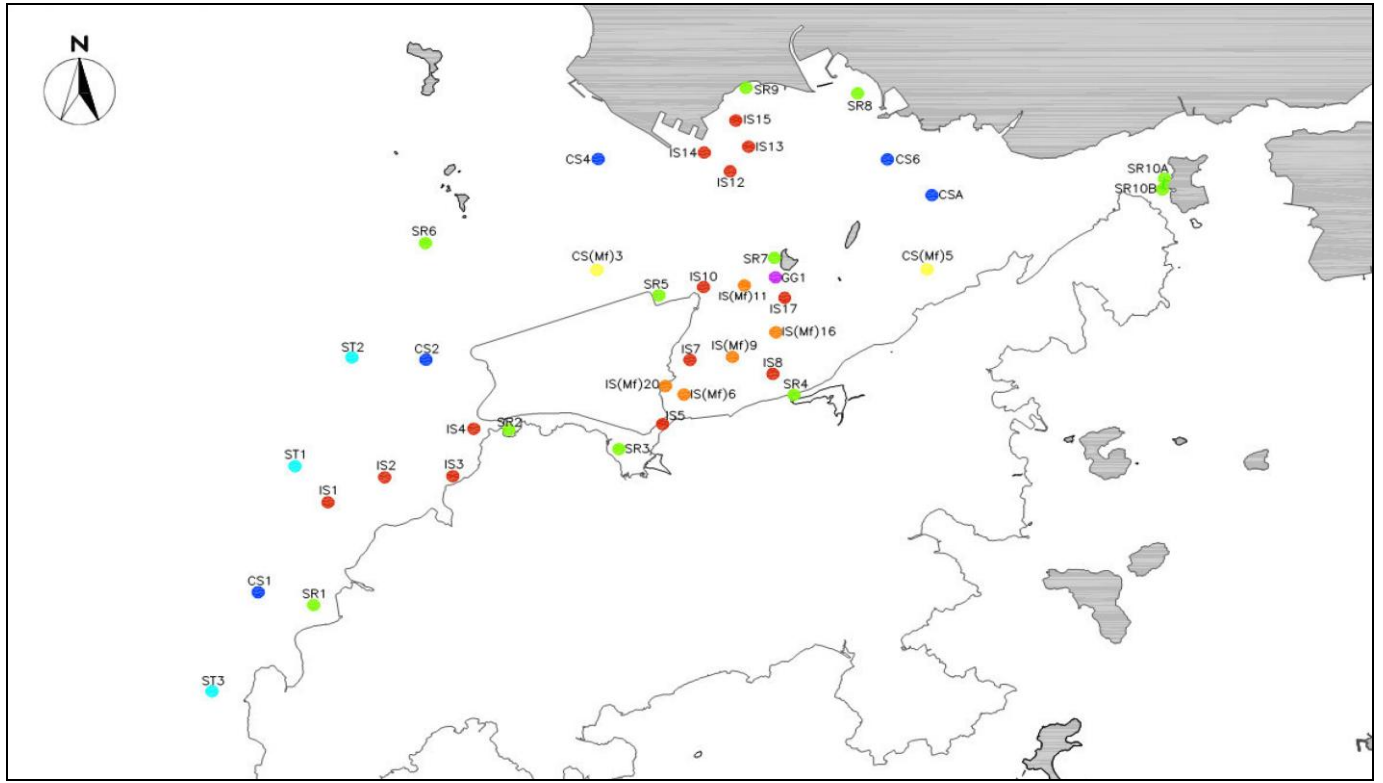 N
SR9
SR8
IS15
IS13
IS14
CS4
CS6
IS12
SR10A
SR10B
CSA
SR6
CS(Mf)3
SR7
CS(Mf)5
GG1
IS10
SR5
IS(Mf)11
IS17
IS(Mf)16
ST2
CS2
IS(Mf)9
IS7
IS8
IS(Mf)20
SR4
IS(Mf)6
IS5
SR2
IS4
SR3
ST1
IS2
IS3
IS1
CS1
SR1
ST3